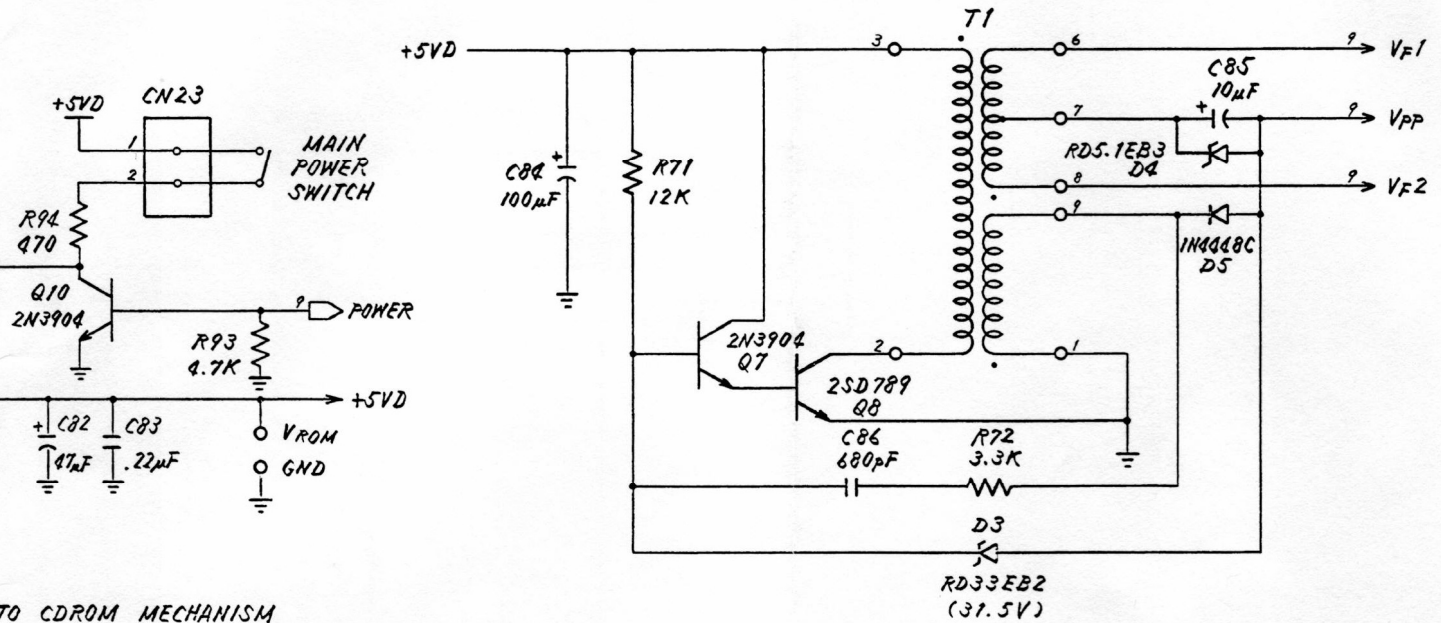 +5VD
CN23
1
2
MAIN
POWER
SWITCH
R94
470
Q10
2N3904
9
POWER
R93
4.7K
+5VD
+
C82
47µF
C83
.22µF
VROM
GND
TO CDROM MECHANISM
+5VD
T1
3
6
9
VF1
C85
10µF
+
7
9
VPP
RD5.1EB3
D4
8
9
VF2
9
1N4448C
D5
+
C84
100µF
R71
12K
2N3904
Q7
2
1
2SD789
Q8
C86
680pF
R72
3.3K
D3
RD33EB2
(31.5V)